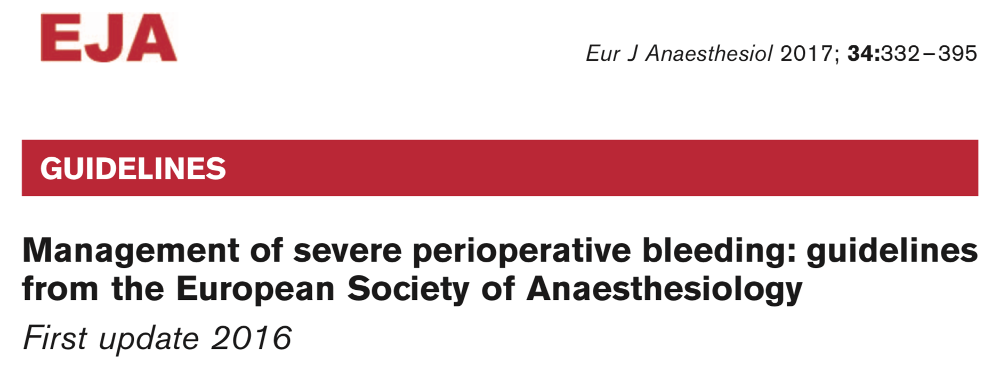 EJA
Eur J Anaesthesiol 2017; 34:332–395
GUIDELINES
Management of severe perioperative bleeding: guidelines
from the European Society of Anaesthesiology
First update 2016